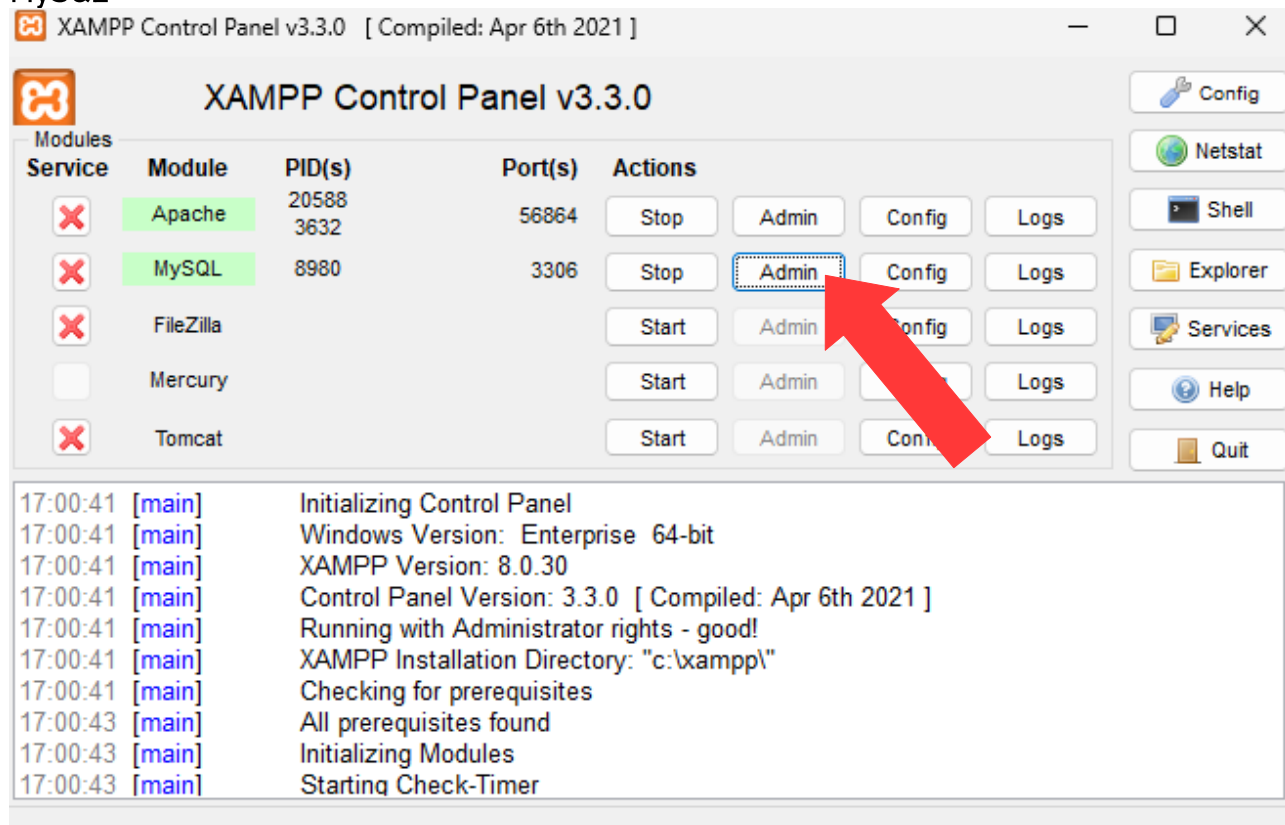 MySQL
XAMPP Control Panel v3.3.0 [ Compiled: Apr 6th 2021 ]
XAMPP Control Panel v3.3.0
Config
Modules
Service Module PID(s) Port(s) Actions
Netstat
Apache 20588 3632 56864 Stop Admin Config Logs
Shell
MySQL 8980 3306 Stop Admin Config Logs
Explorer
FileZilla Start Admin Config Logs
Services
Mercury Start Admin Logs
Help
Tomcat Start Admin Config Logs
Quit
17:00:41 [main] Initializing Control Panel
17:00:41 [main] Windows Version: Enterprise 64-bit
17:00:41 [main] XAMPP Version: 8.0.30
17:00:41 [main] Control Panel Version: 3.3.0 [ Compiled: Apr 6th 2021 ]
17:00:41 [main] Running with Administrator rights - good!
17:00:41 [main] XAMPP Installation Directory: "c:\xampp\"
17:00:41 [main] Checking for prerequisites
17:00:43 [main] All prerequisites found
17:00:43 [main] Initializing Modules
17:00:43 [main] Starting Check-Timer